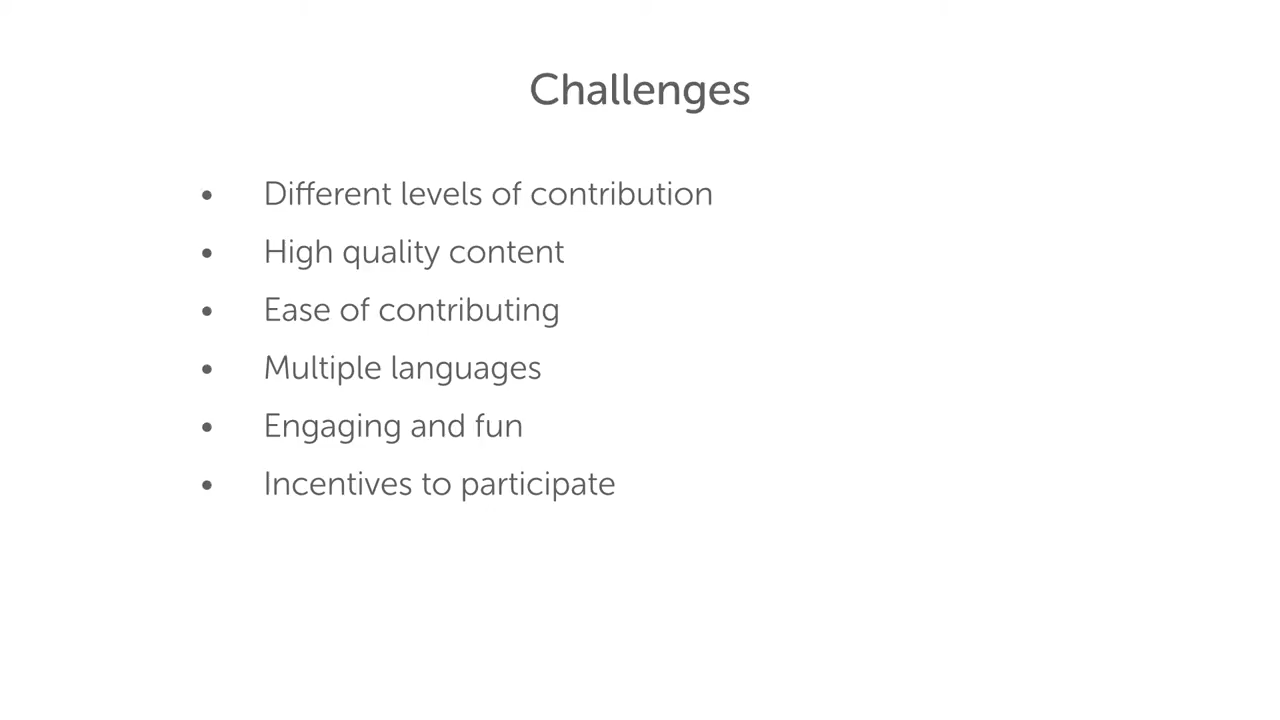 Challenges
• Different levels of contribution
• High quality content
• Ease of contributing
• Multiple languages
• Engaging and fun
• Incentives to participate